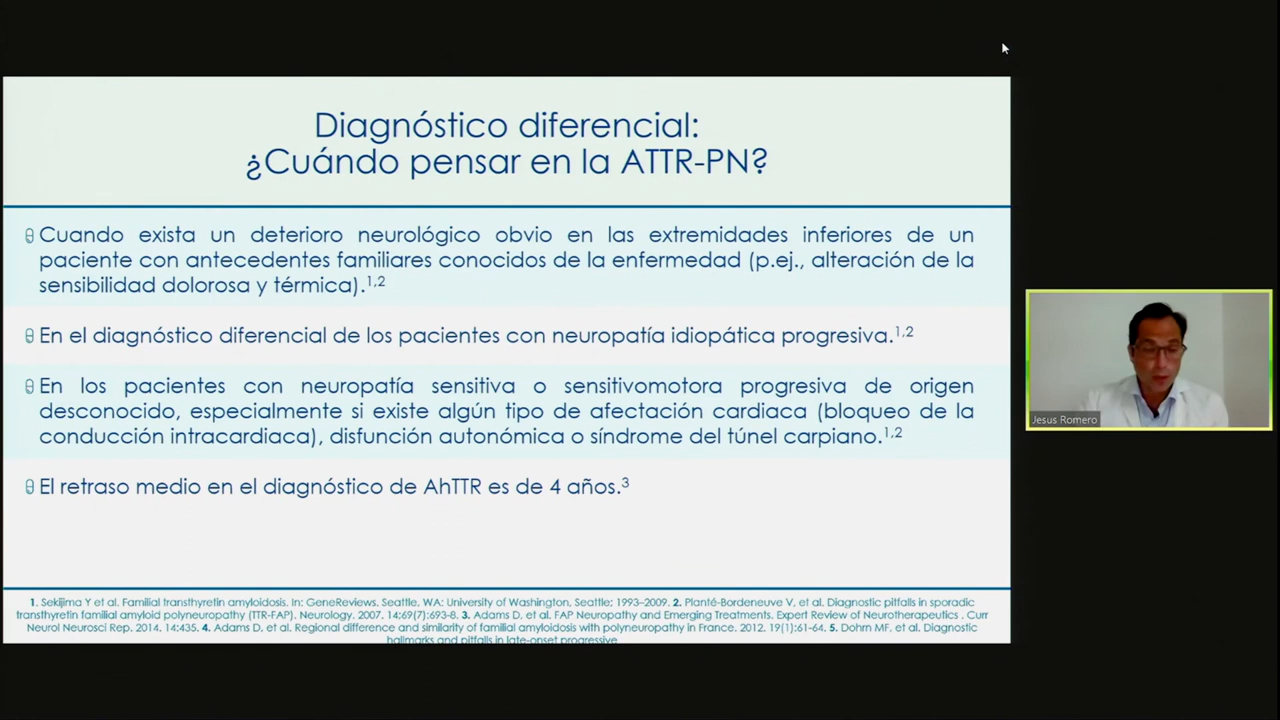 Diagnóstico diferencial:
¿Cuándo pensar en la ATTR-PN?
Cuando exista un deterioro neurológico obvio en las extremidades inferiores de un
paciente con antecedentes familiares conocidos de la enfermedad (p.ej., alteración de la
sensibilidad dolorosa y térmica).1,2
En el diagnóstico diferencial de los pacientes con neuropatía idiopática progresiva.1,2
En los pacientes con neuropatía sensitiva o sensitivomotora progresiva de origen
desconocido, especialmente si existe algún tipo de afectación cardiaca (bloqueo de la
conducción intracardiaca), disfunción autonómica o síndrome del túnel carpiano.1,2
El retraso medio en el diagnóstico de AhTTR es de 4 años.3
1. Sekijima Y et al. Familial transthyretin amyloidosis. In: GeneReviews. Seattle, WA: University of Washington, Seattle; 1993–2009. 2. Planté-Bordeneuve V, et al. Diagnostic pitfalls in sporadic
transthyretin familial amyloid polyneuropathy (TTR-FAP). Neurology. 2007. 14;69(7):693-8. 3. Adams D, et al. FAP Neuropathy and Emerging Treatments. Expert Review of Neurotherapeutics . Curr
Neurol Neurosci Rep. 2014. 14:435. 4. Adams D, et al. Regional difference and similarity of familial amyloidosis with polyneuropathy in France. 2012. 19(1):61-64. 5. Dohrn MF, et al. Diagnostic
hallmarks and pitfalls in late-onset progressive
Jesus Romero